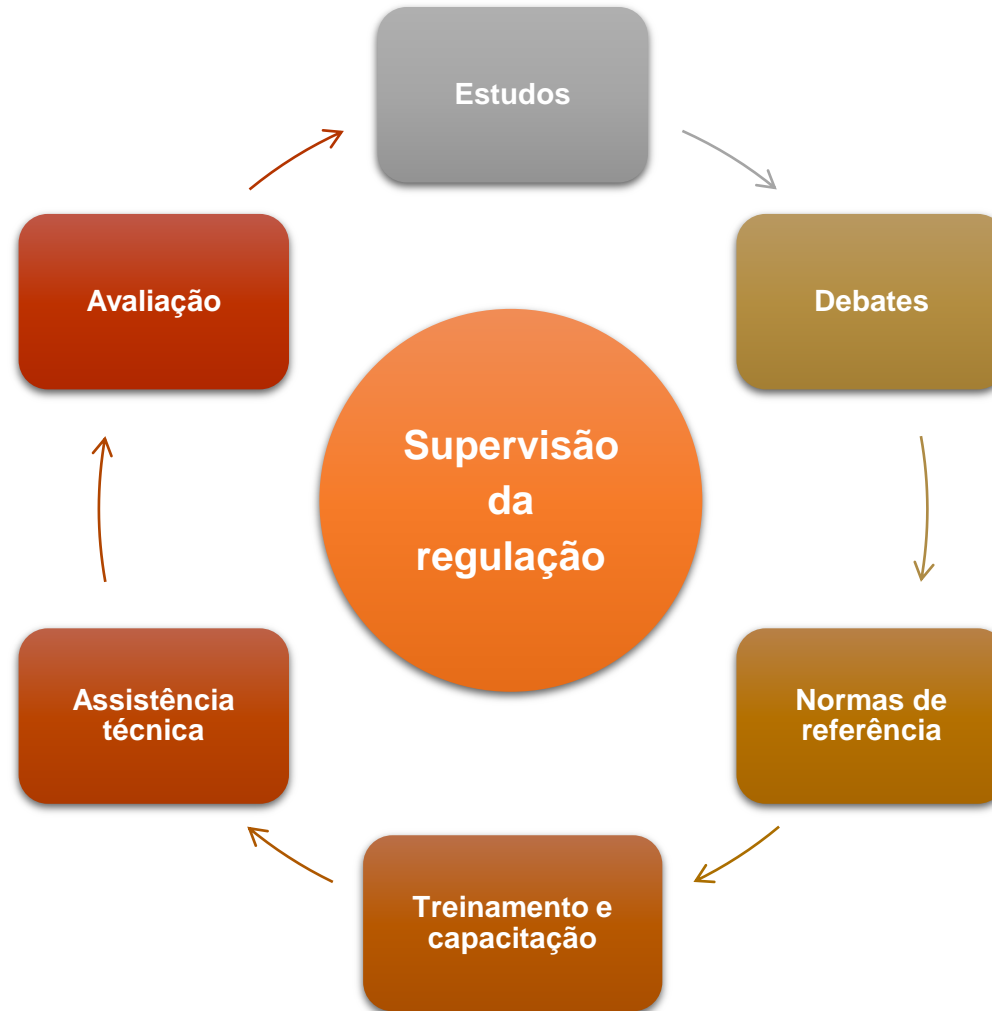 Estudos
Debates
Normas de
referência
Treinamento e
capacitação
Assistência
técnica
Avaliação
Supervisão
da
regulação